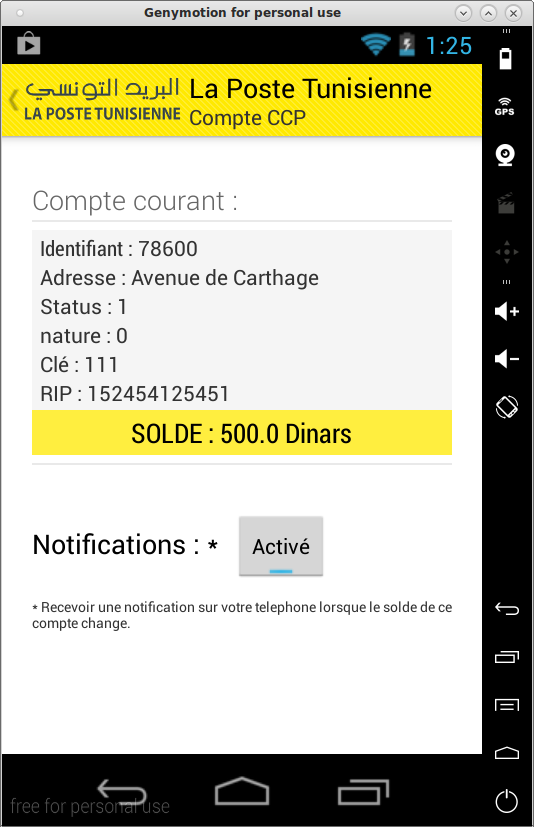 Genymotion for personal use
1:25
البريد التونسي
LA POSTE TUNISIENNE
La Poste Tunisienne
Compte CCP
GPS
Compte courant :
Identifiant : 78600
Adresse : Avenue de Carthage
Status : 1
nature : 0
Clé : 111
RIP : 152454125451
SOLDE : 500.0 Dinars
Notifications : *
Activé
* Recevoir une notification sur votre telephone lorsque le solde de ce
compte change.
free for personal use